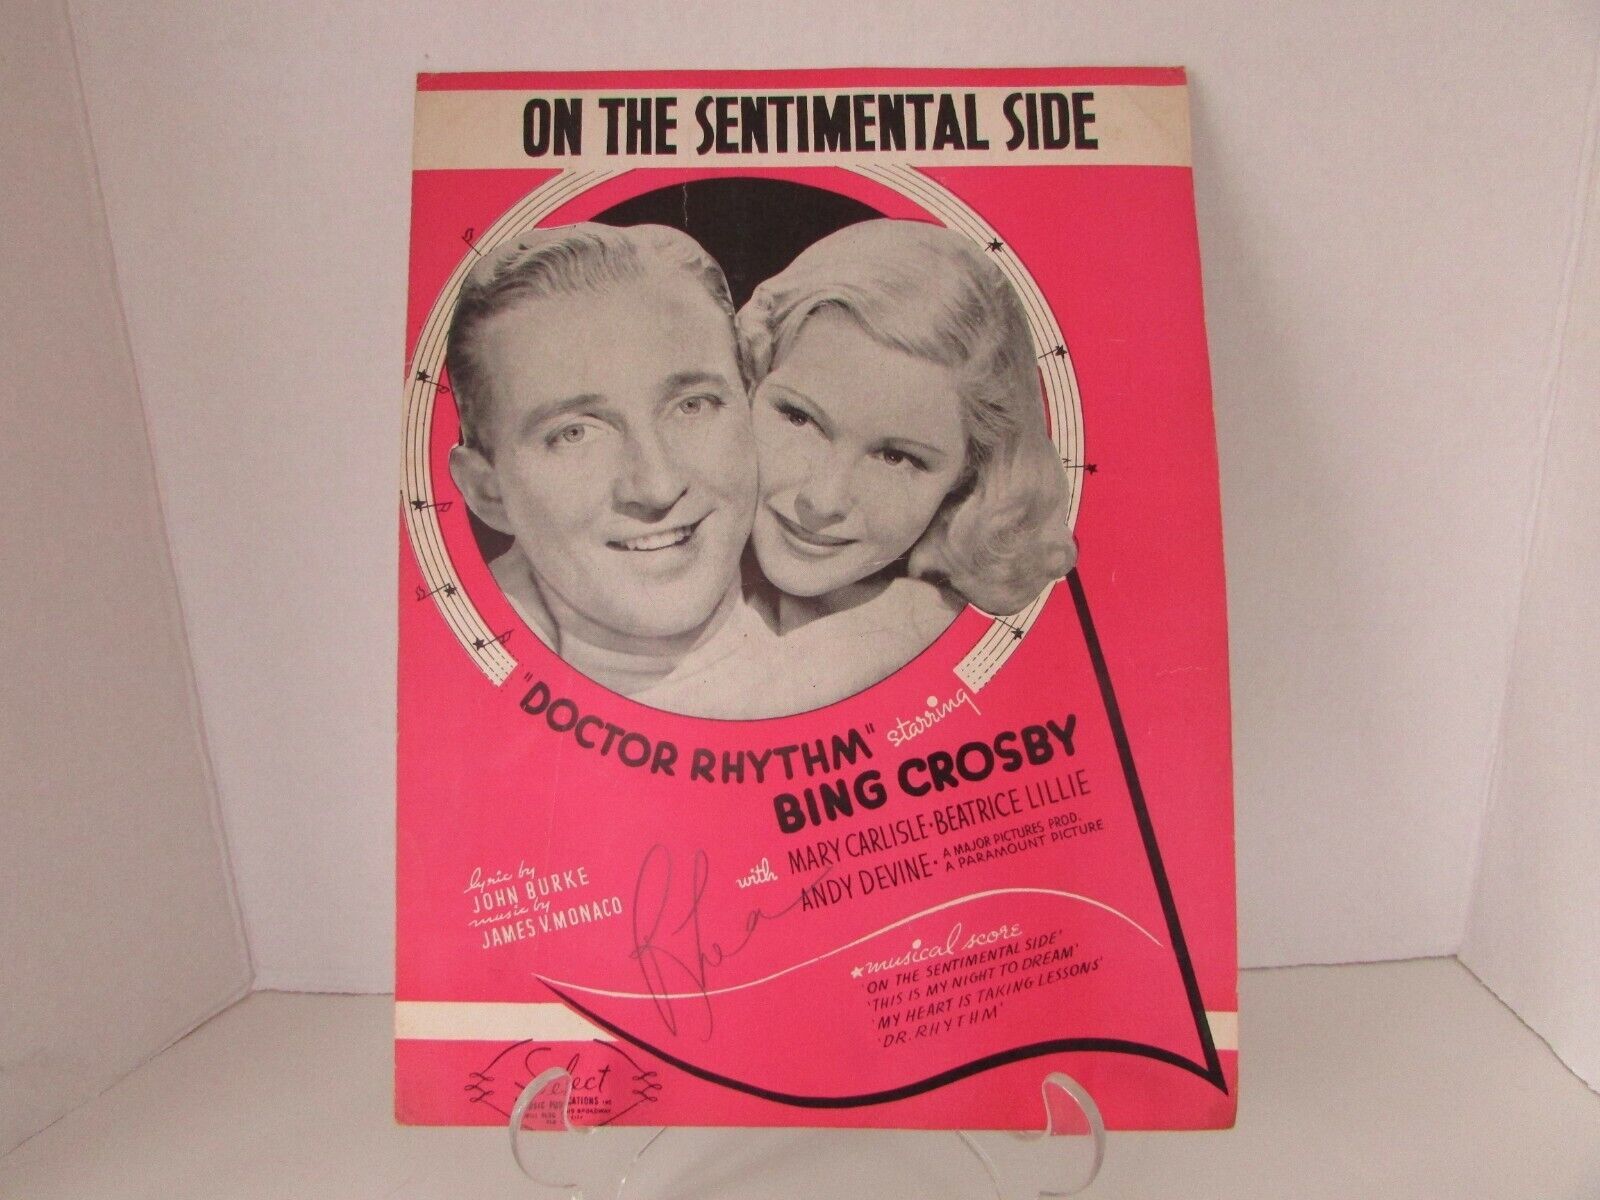 ON THE SENTIMENTAL SIDE
"DOCTOR RHYTHM" starring
BING CROSBY
with MARY CARLISLE · BEATRICE LILLIE
ANDY DEVINE · A MAJOR PICTURES PROD.
A PARAMOUNT PICTURE
lyric by
JOHN BURKE
music by
JAMES V. MONACO
musical score
'ON THE SENTIMENTAL SIDE'
'THIS IS MY NIGHT TO DREAM'
'MY HEART IS TAKING LESSONS'
'DR. RHYTHM'
Select
BROADWAY